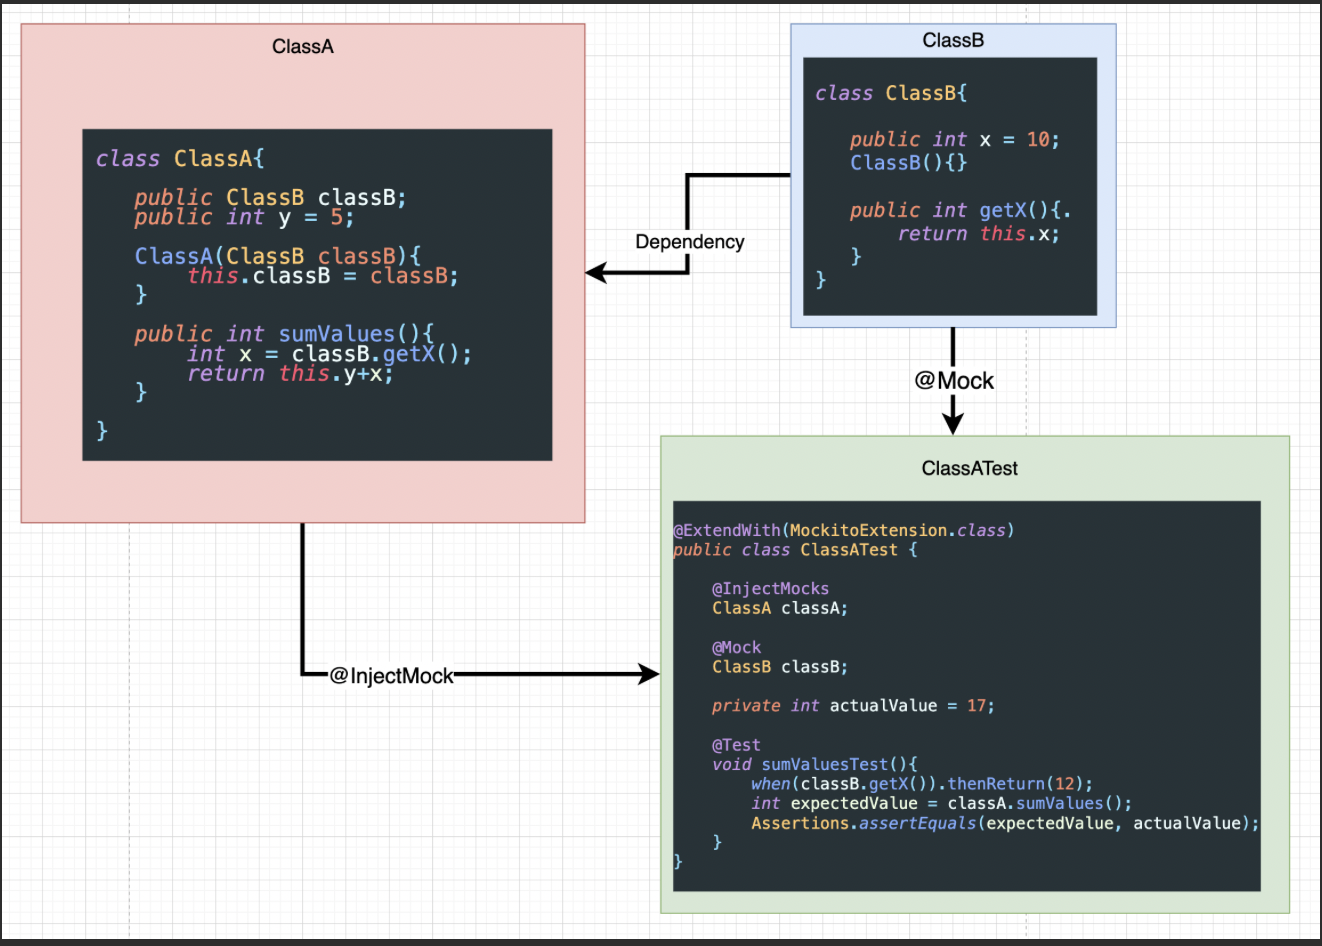 ClassA
class ClassA{
public ClassB classB;
public int y = 5;
ClassA(ClassB classB){
this.classB = classB;
}
public int sumValues(){
int x = classB.getX();
return this.y+x;
}
}
Dependency
ClassB
class ClassB{
public int x = 10;
ClassB(){}
public int getX(){.
return this.x;
}
}
@Mock
@InjectMock
ClassATest
@ExtendWith(MockitoExtension.class)
public class ClassATest {
@InjectMocks
ClassA classA;
@Mock
ClassB classB;
private int actualValue = 17;
@Test
void sumValuesTest(){
when(classB.getX()).thenReturn(12);
int expectedValue = classA.sumValues();
Assertions.assertEquals(expectedValue, actualValue);
}
}